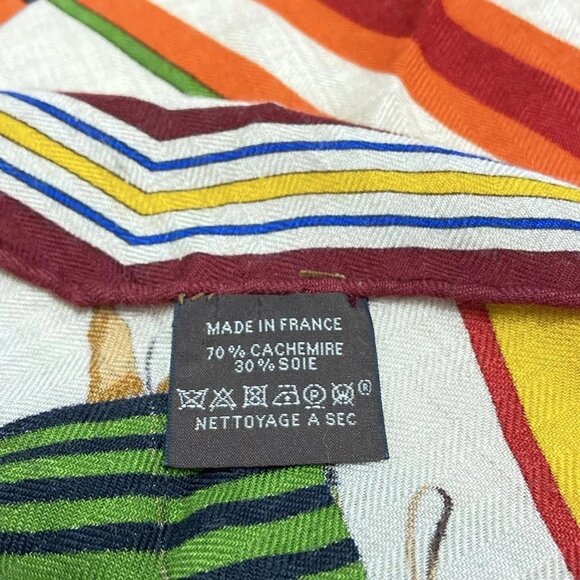 MADE IN FRANCE
70% CACHEMIRE
30% SOIE
P W ®
NETTOYAGE A SEC